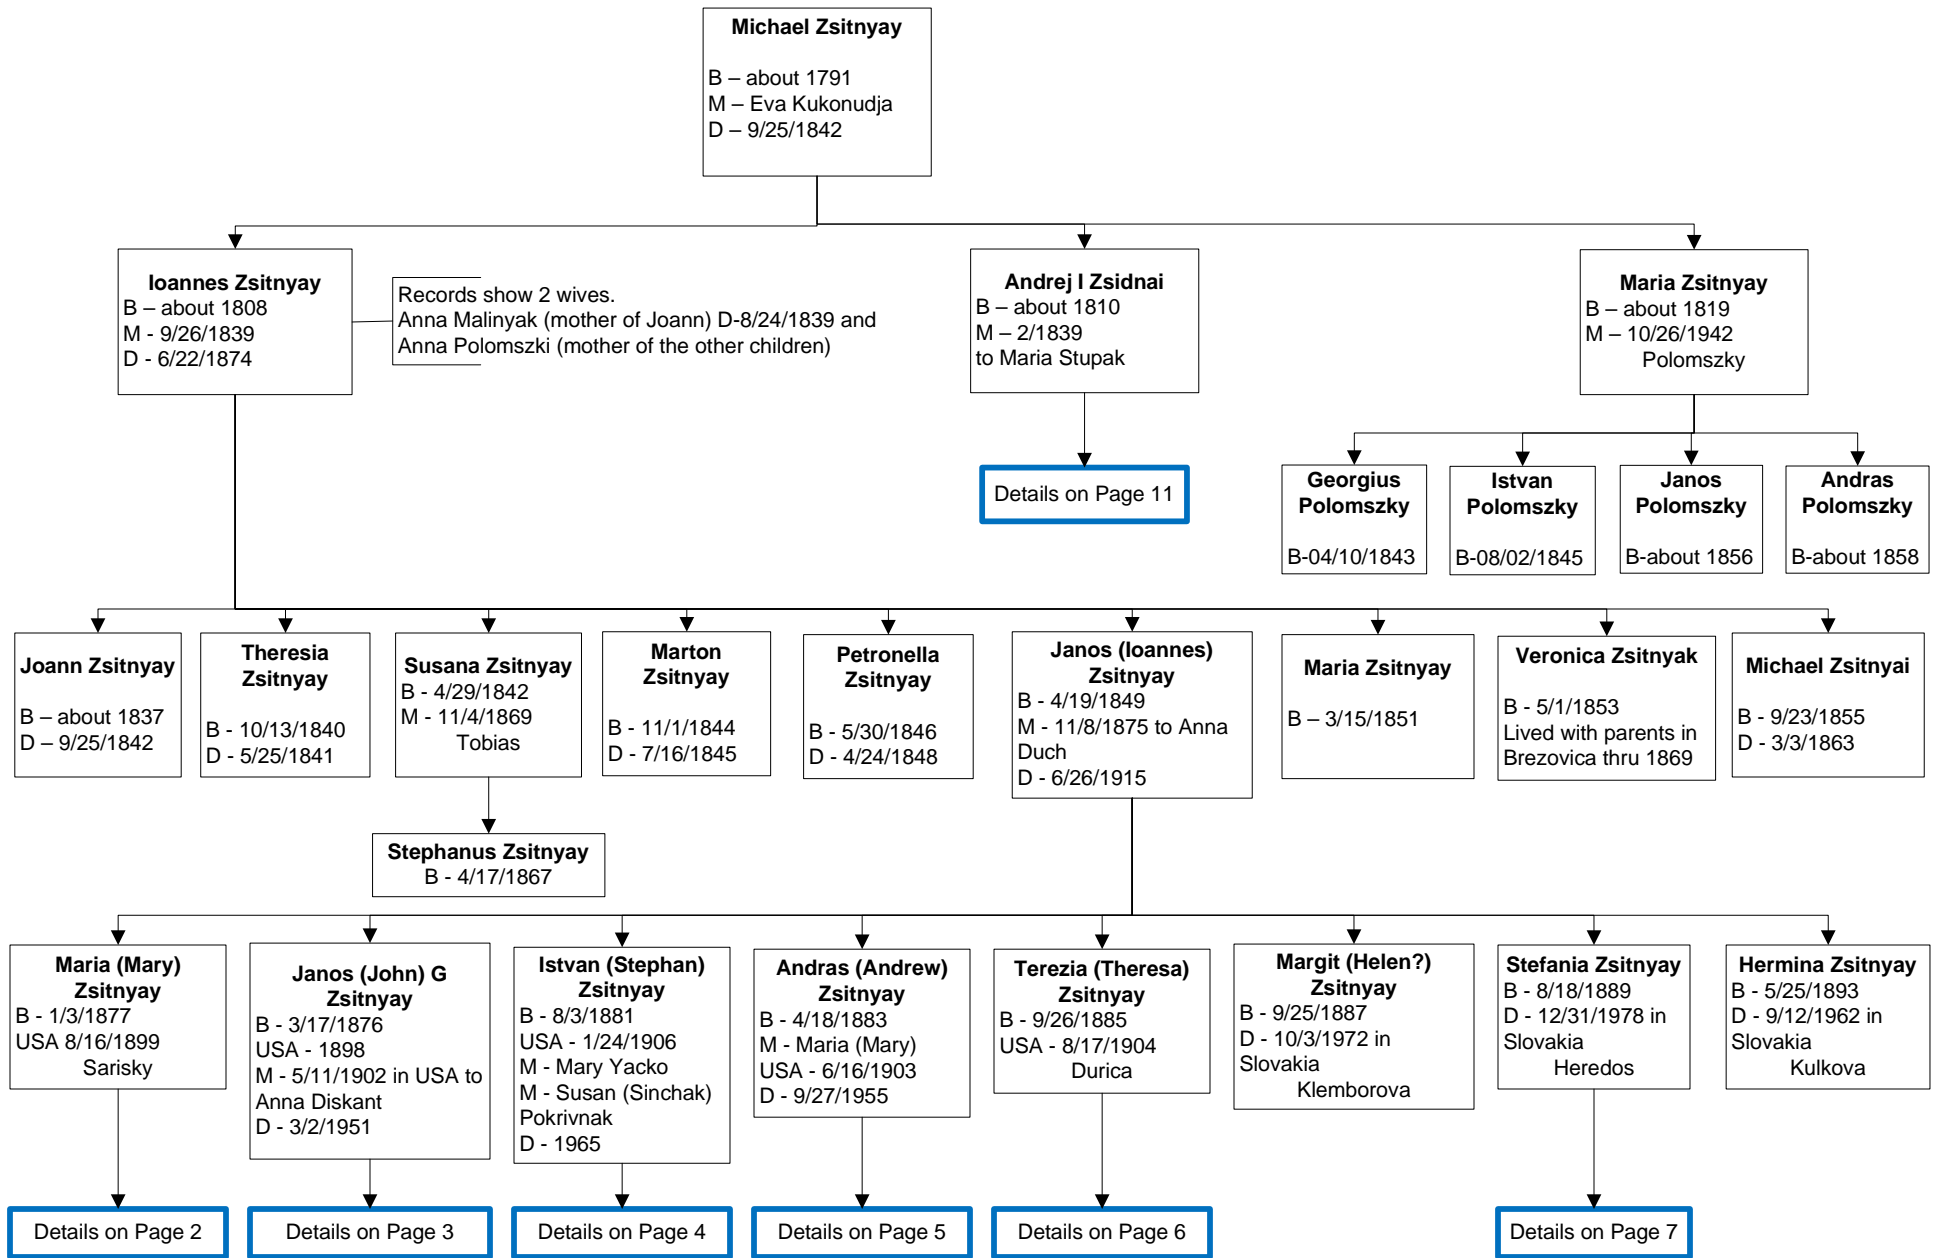 Michael Zsitnyay
B – about 1791
M – Eva Kukonudja
D – 9/25/1842
Ioannes Zsitnyay
B – about 1808
M - 9/26/1839
D - 6/22/1874
Records show 2 wives.
Anna Malinyak (mother of Joann) D-8/24/1839 and
Anna Polomszki (mother of the other children)
Andrej I Zsidnai
B – about 1810
M – 2/1839
to Maria Stupak
Maria Zsitnyay
B – about 1819
M – 10/26/1942
Polomszky
Details on Page 11
Georgius
Polomszky
B-04/10/1843
Istvan
Polomszky
B-08/02/1845
Janos
Polomszky
B-about 1856
Andras
Polomszky
B-about 1858
Joann Zsitnyay
B – about 1837
D – 9/25/1842
Theresia
Zsitnyay
B - 10/13/1840
D - 5/25/1841
Susana Zsitnyay
B - 4/29/1842
M - 11/4/1869
Tobias
Marton
Zsitnyay
B - 11/1/1844
D - 7/16/1845
Petronella
Zsitnyay
B - 5/30/1846
D - 4/24/1848
Janos (Ioannes)
Zsitnyay
B - 4/19/1849
M - 11/8/1875 to Anna
Duch
D - 6/26/1915
Maria Zsitnyay
B – 3/15/1851
Veronica Zsitnyak
B - 5/1/1853
Lived with parents in
Brezovica thru 1869
Michael Zsitnyai
B - 9/23/1855
D - 3/3/1863
Stephanus Zsitnyay
B - 4/17/1867
Maria (Mary)
Zsitnyay
B - 1/3/1877
USA 8/16/1899
Sarisky
Janos (John) G
Zsitnyay
B - 3/17/1876
USA - 1898
M - 5/11/1902 in USA to
Anna Diskant
D - 3/2/1951
Istvan (Stephan)
Zsitnyay
B - 8/3/1881
USA - 1/24/1906
M - Mary Yacko
M - Susan (Sinchak)
Pokrivnak
D - 1965
Andras (Andrew)
Zsitnyay
B - 4/18/1883
M - Maria (Mary)
USA - 6/16/1903
D - 9/27/1955
Terezia (Theresa)
Zsitnyay
B - 9/26/1885
USA - 8/17/1904
Durica
Margit (Helen?)
Zsitnyay
B - 9/25/1887
D - 10/3/1972 in
Slovakia
Klemborova
Stefania Zsitnyay
B - 8/18/1889
D - 12/31/1978 in
Slovakia
Heredos
Hermina Zsitnyay
B - 5/25/1893
D - 9/12/1962 in
Slovakia
Kulkova
Details on Page 2
Details on Page 3
Details on Page 4
Details on Page 5
Details on Page 6
Details on Page 7